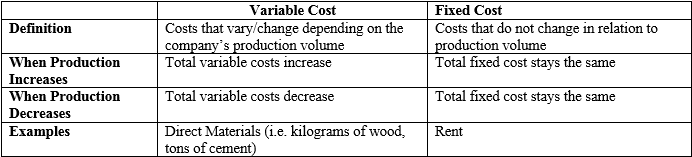 Variable Cost Fixed Cost
Definition Costs that vary/change depending on the Costs that do not change in relation to
company's production volume production volume
When Production Total variable costs increase Total fixed cost stays the same
Increases
When Production Total variable costs decrease Total fixed cost stays the same
Decreases
Examples Direct Materials (i.e. kilograms of wood, Rent
tons of cement)